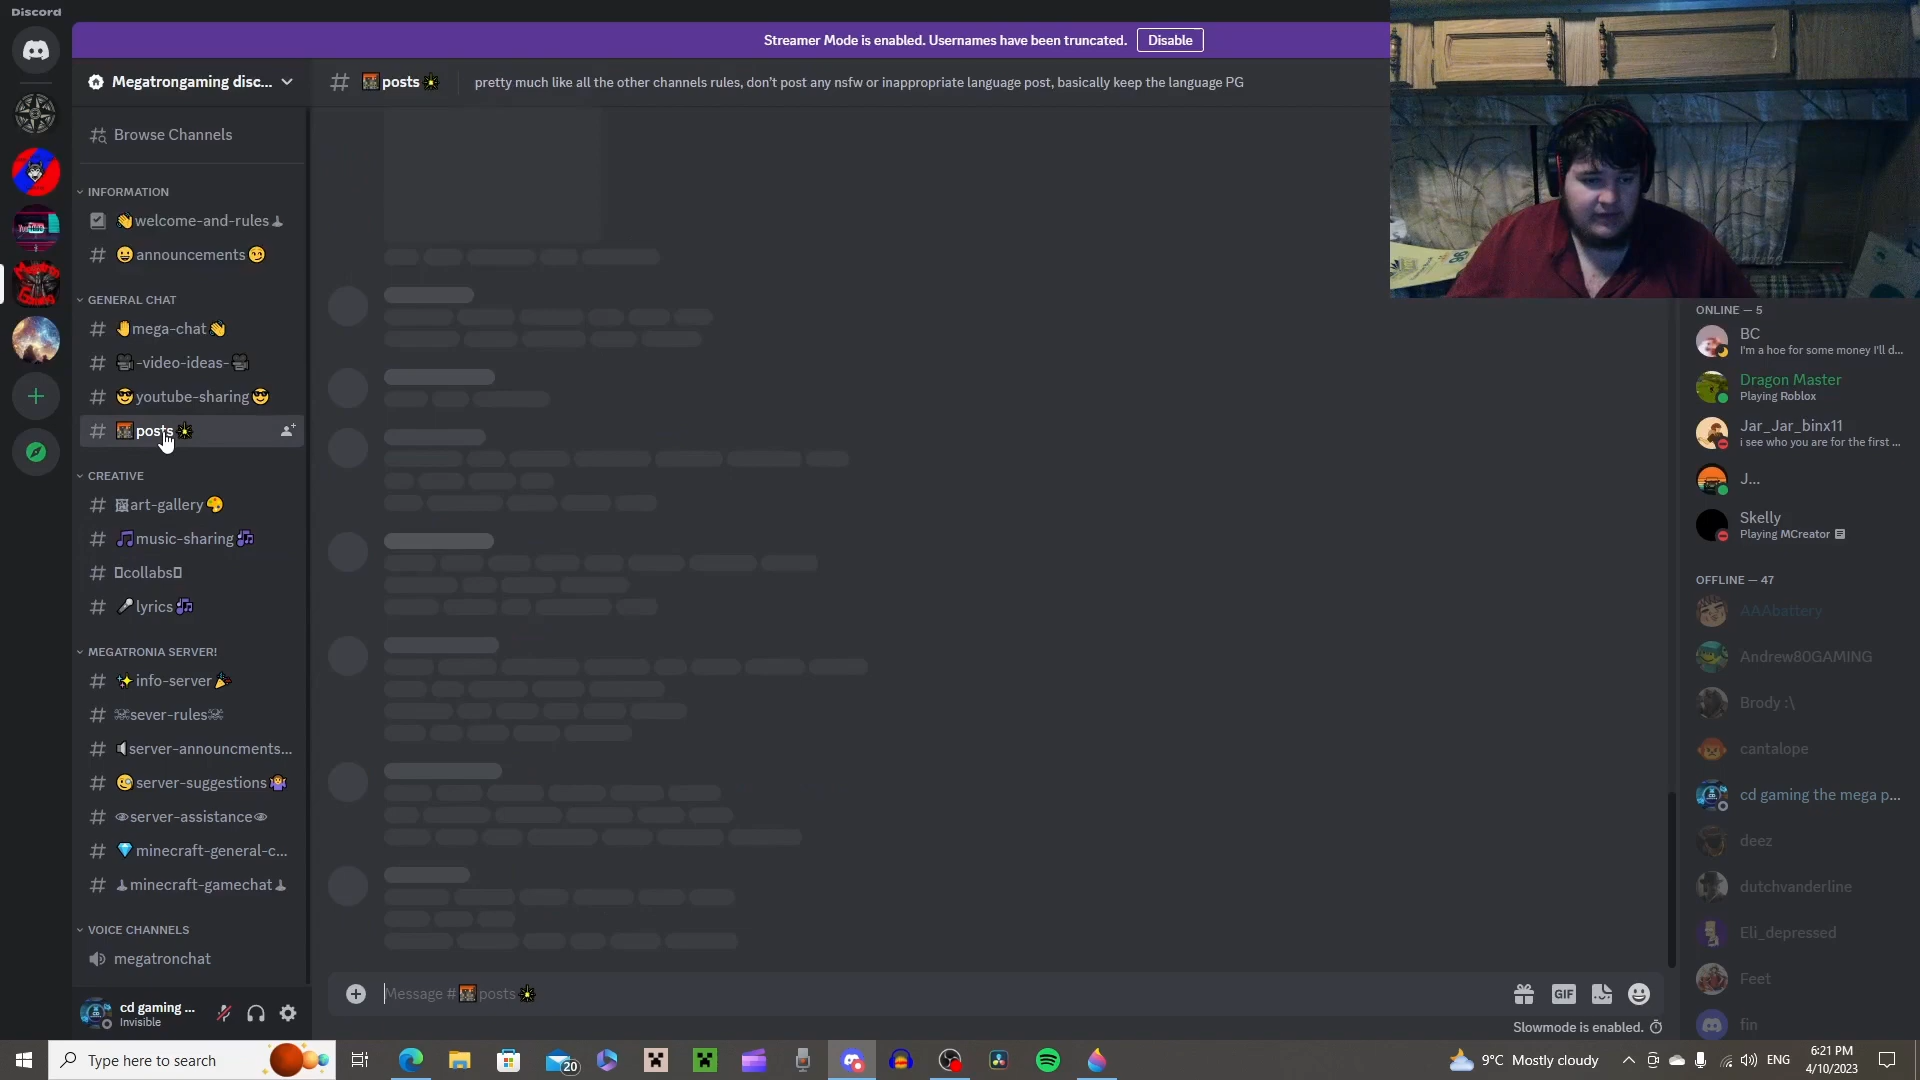 Discord
Streamer Mode is enabled. Usernames have been truncated.
Disable
Megatrongaming disc...
posts
pretty much like all the other channels rules, don't post any nsfw or inappropriate language post, basically keep the language PG
Browse Channels
INFORMATION
👋welcome-and-rules
😀announcements😏
GENERAL CHAT
🤚mega-chat👋
🎥-video-ideas-🎥
😎youtube-sharing😎
posts
CREATIVE
🖼art-gallery🎨
🎵music-sharing🎶
collabs
🎤lyrics🎶
MEGATRONIA SERVER!
✨info-server🎉
☠sever-rules☠
🔈server-announcments...
🧐server-suggestions🤷
👁server-assistance👁
💎minecraft-general-c...
minecraft-gamechat
VOICE CHANNELS
megatronchat
cd gaming ...
Invisible
Message # posts
GIF
Slowmode is enabled.
ONLINE — 5
BC
I'm a hoe for some money I'll d...
Dragon Master
Playing Roblox
Jar_Jar_binx11
i see who you are for the first ...
J...
Skelly
Playing MCreator
OFFLINE — 47
AAAbattery
Andrew80GAMING
Brody :\
cantalope
cd gaming the mega p...
deez
dutchvanderline
Eli_depressed
Feet
fin
Type here to search
20
9°C Mostly cloudy
ENG
6:21 PM
4/10/2023